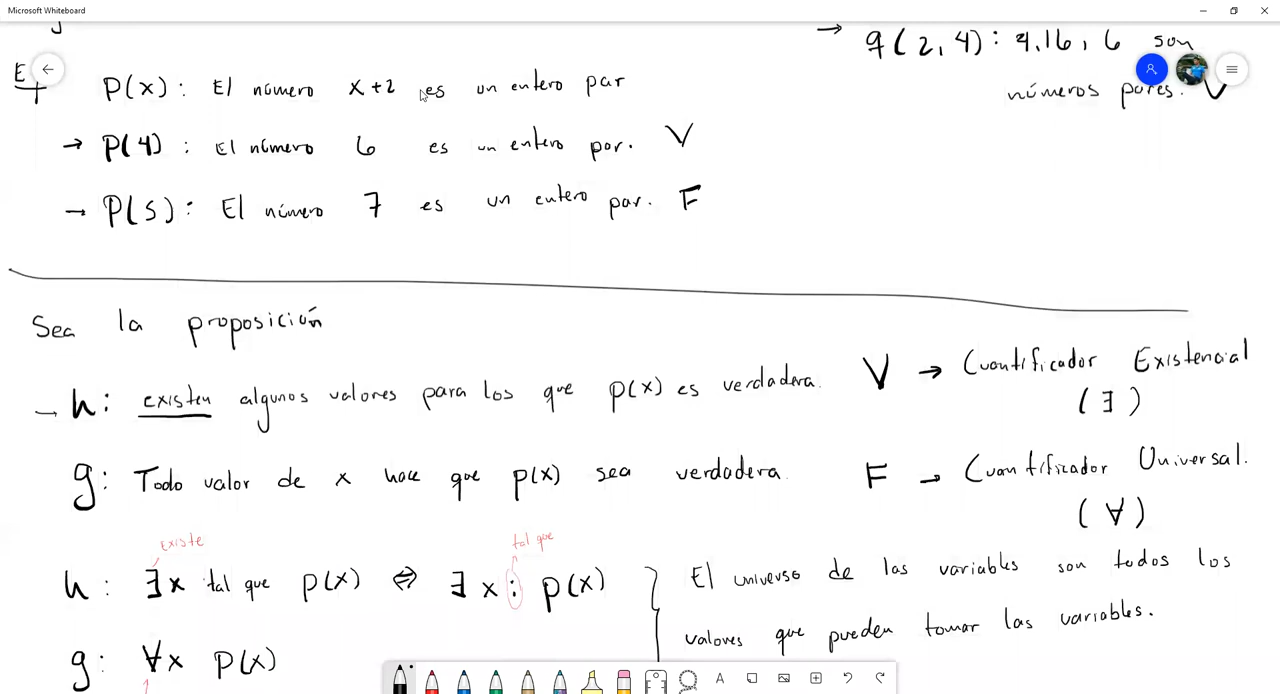 Microsoft Whiteboard
→ q(2,4): 4,16, 6 son
números pares. V
Ej
P(x): El número x+2 es un entero par
→ P(4): El número 6 es un entero par. V
→ P(5): El número 7 es un entero par. F
Sea la proposición
→ h: existen algunos valores para los que p(x) es verdadera. V → Cuantificador Existencial
(∃)
g: Todo valor de x hace que p(x) sea verdadera F → Cuantificador Universal.
(∀)
existe
tal que
h: ∃x tal que p(x) ⇔ ∃x : p(x)
El universo de las variables son todos los
valores que pueden tomar las variables.
g: ∀x p(x)